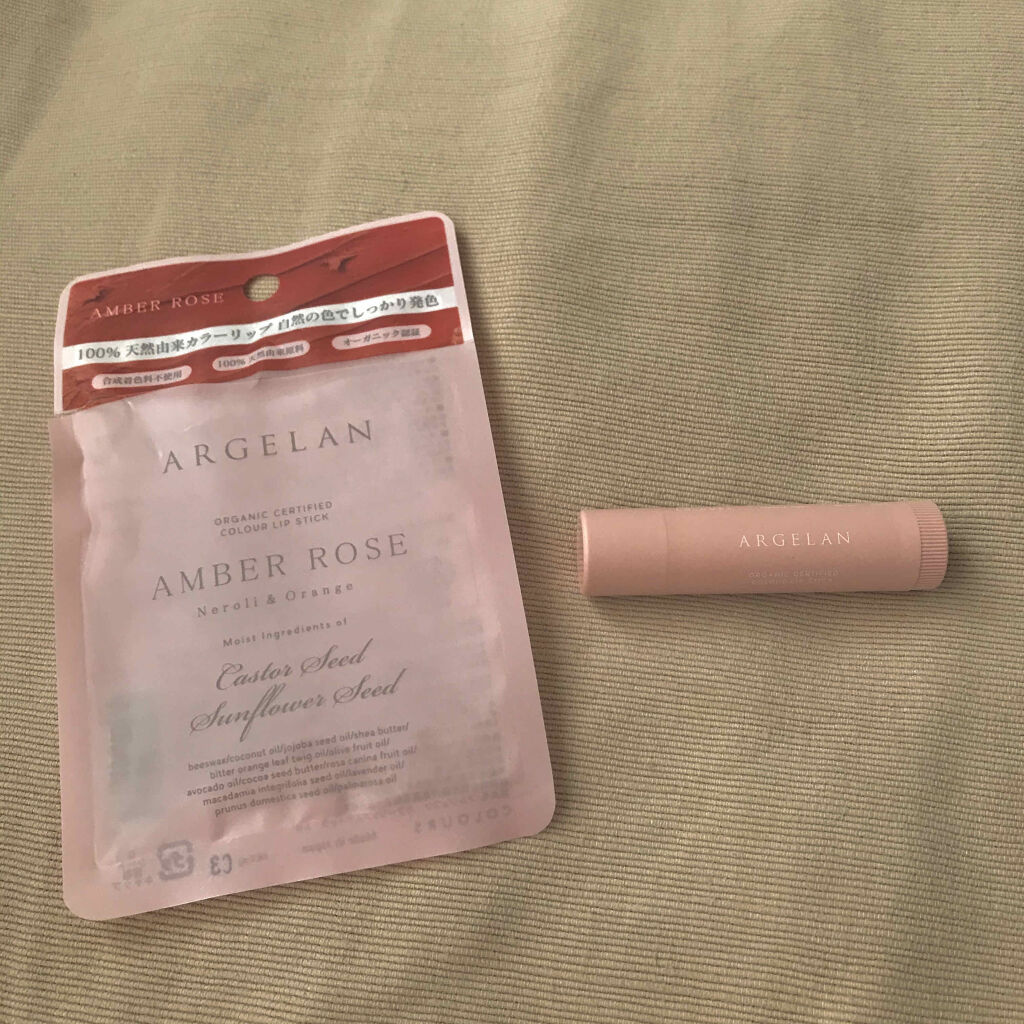 AMBER ROSE
100% 天然由来カラーリップ 自然の色でしっかり発色
合成着色料不使用
100% 天然由来原料
オーガニック認証
ARGELAN
ORGANIC CERTIFIED
COLOUR LIP STICK
AMBER ROSE
Neroli & Orange
Moist Ingredients of
Castor Seed
Sunflower Seed
beeswax/coconut oil/jojoba seed oil/shea butter/
bitter orange leaf twig oil/olive fruit oil/
avocado oil/cocoa seed butter/rosa canina fruit oil/
macadamia integrifolia seed oil/lavender oil/
prunus domestica seed oil/palmarosa oil
ARGELAN
ORGANIC CERTIFIED
COLOUR LIP STICK